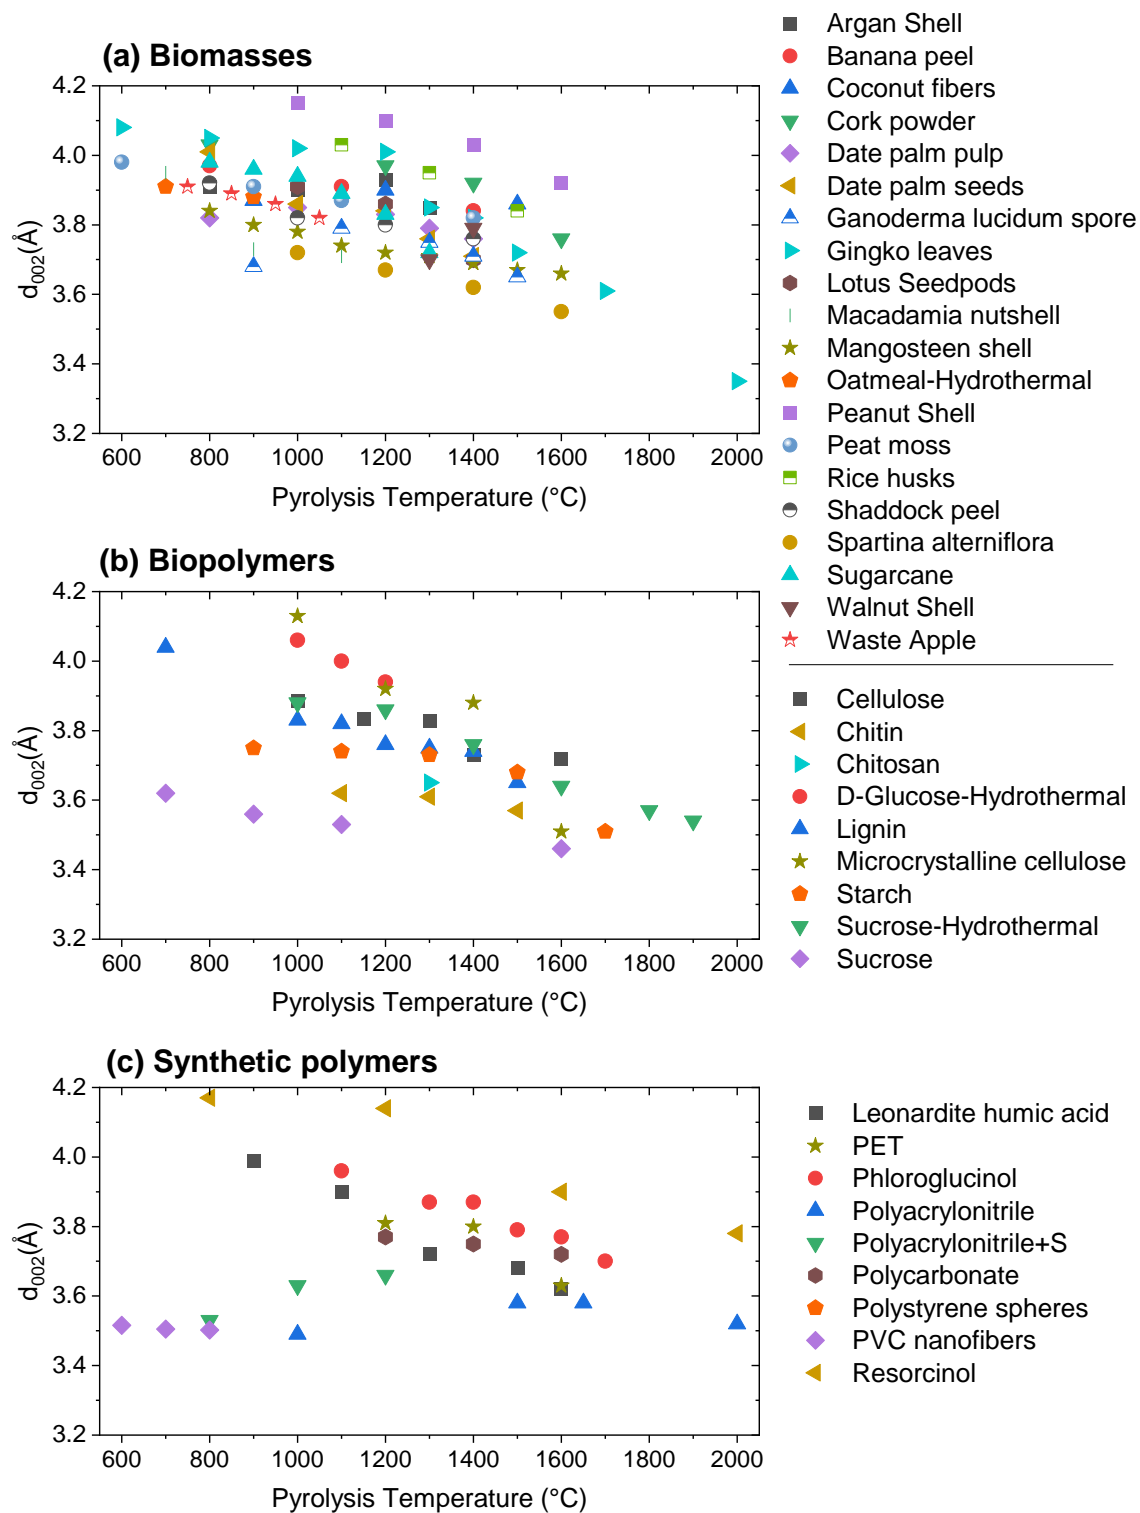 (a) Biomasses
4.2
4.0
3.8
3.6
3.4
3.2
d002(Å)
600 800 1000 1200 1400 1600 1800 2000
Pyrolysis Temperature (°C)
Argan Shell
Banana peel
Coconut fibers
Cork powder
Date palm pulp
Date palm seeds
Ganoderma lucidum spore
Gingko leaves
Lotus Seedpods
Macadamia nutshell
Mangosteen shell
Oatmeal-Hydrothermal
Peanut Shell
Peat moss
Rice husks
Shaddock peel
Spartina alterniflora
Sugarcane
Walnut Shell
Waste Apple
(b) Biopolymers
4.2
4.0
3.8
3.6
3.4
3.2
d002(Å)
600 800 1000 1200 1400 1600 1800 2000
Pyrolysis Temperature (°C)
Cellulose
Chitin
Chitosan
D-Glucose-Hydrothermal
Lignin
Microcrystalline cellulose
Starch
Sucrose-Hydrothermal
Sucrose
(c) Synthetic polymers
4.2
4.0
3.8
3.6
3.4
3.2
d002(Å)
600 800 1000 1200 1400 1600 1800 2000
Pyrolysis Temperature (°C)
Leonardite humic acid
PET
Phloroglucinol
Polyacrylonitrile
Polyacrylonitrile+S
Polycarbonate
Polystyrene spheres
PVC nanofibers
Resorcinol